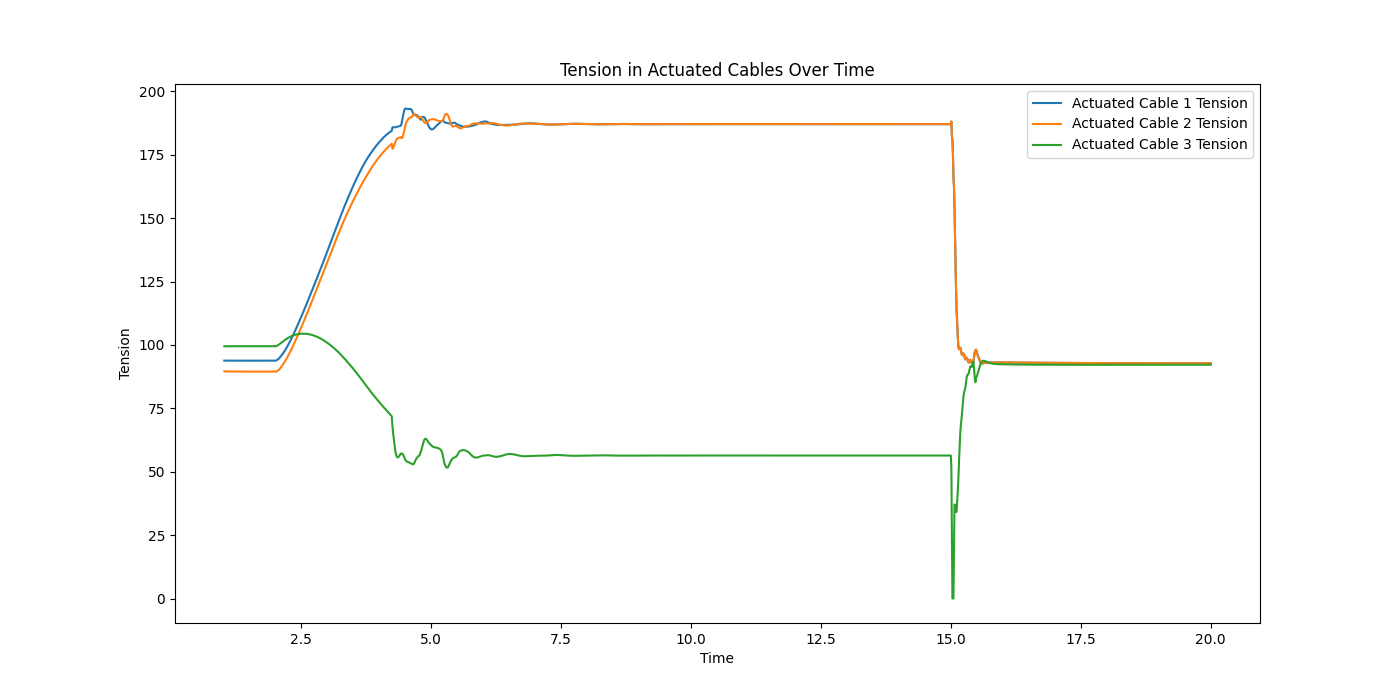 Tension in Actuated Cables Over Time
200
175
150
125
100
75
50
25
0
Tension
Actuated Cable 1 Tension
Actuated Cable 2 Tension
Actuated Cable 3 Tension
2.5 5.0 7.5 10.0 12.5 15.0 17.5 20.0
Time